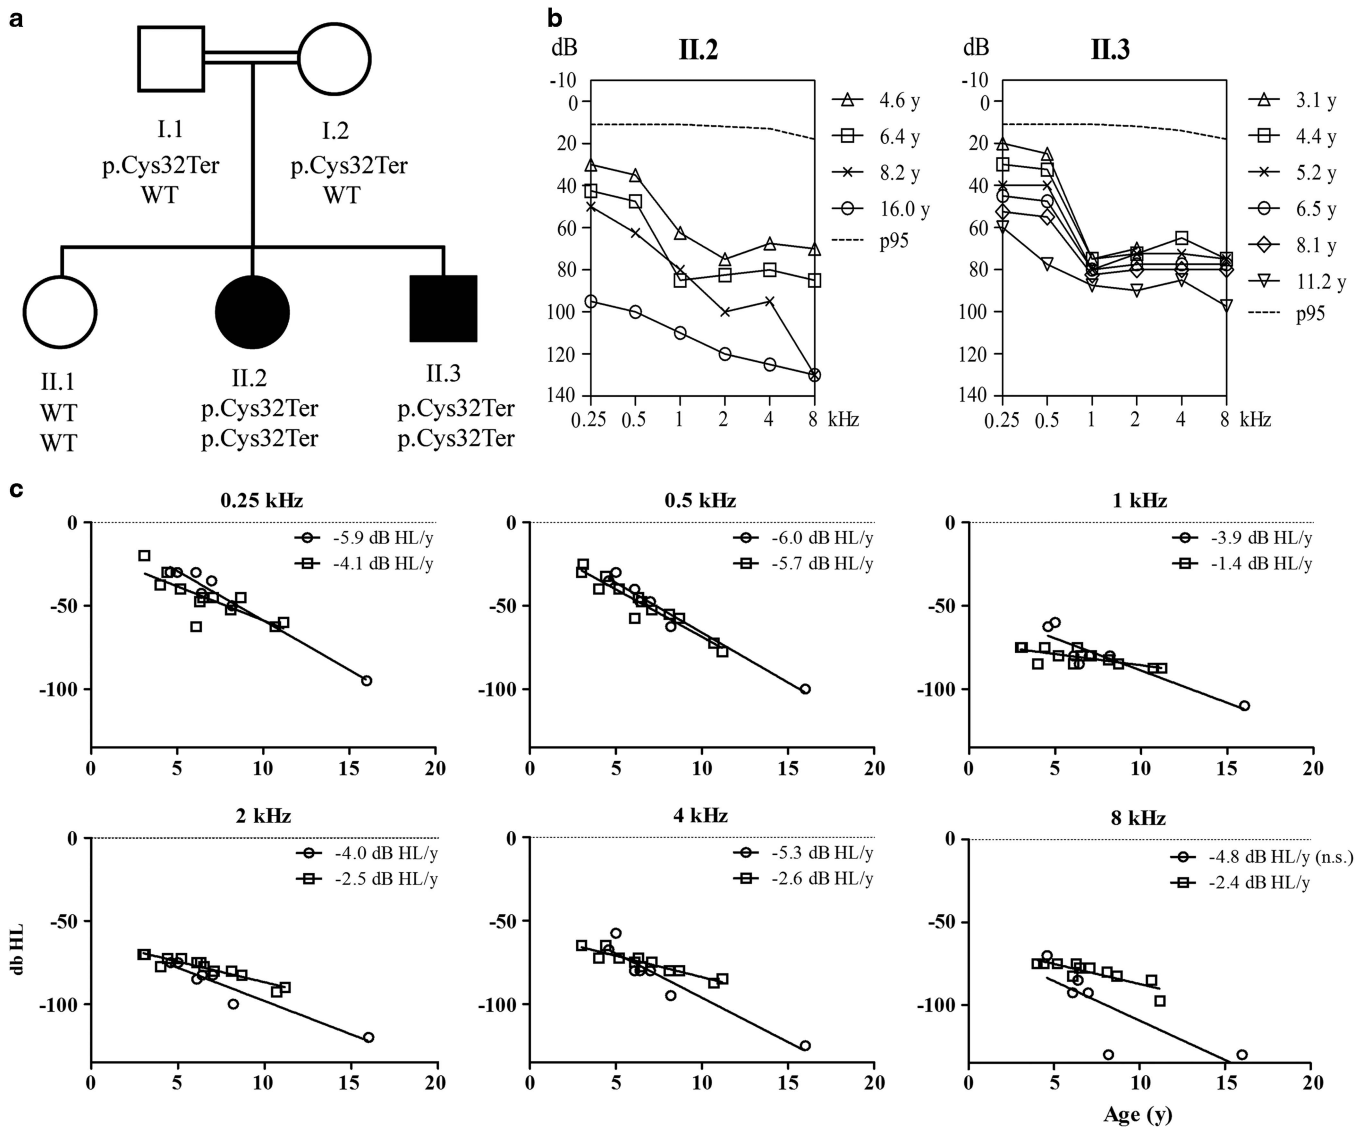 a
I.1
p.Cys32Ter
WT
I.2
p.Cys32Ter
WT
II.1
WT
WT
II.2
p.Cys32Ter
p.Cys32Ter
II.3
p.Cys32Ter
p.Cys32Ter
b
dB
II.2
-10
0
20
40
60
80
100
120
140
0.25 0.5 1 2 4 8 kHz
4.6 y
6.4 y
8.2 y
16.0 y
p95
dB
II.3
-10
0
20
40
60
80
100
120
140
0.25 0.5 1 2 4 8 kHz
3.1 y
4.4 y
5.2 y
6.5 y
8.1 y
11.2 y
p95
c
0.25 kHz
-5.9 dB HL/y
-4.1 dB HL/y
0
-50
-100
0 5 10 15 20
0.5 kHz
-6.0 dB HL/y
-5.7 dB HL/y
0
-50
-100
0 5 10 15 20
1 kHz
-3.9 dB HL/y
-1.4 dB HL/y
0
-50
-100
0 5 10 15 20
2 kHz
-4.0 dB HL/y
-2.5 dB HL/y
0
-50
-100
0 5 10 15 20
db HL
4 kHz
-5.3 dB HL/y
-2.6 dB HL/y
0
-50
-100
0 5 10 15 20
8 kHz
-4.8 dB HL/y (n.s.)
-2.4 dB HL/y
0
-50
-100
0 5 10 15 20
Age (y)